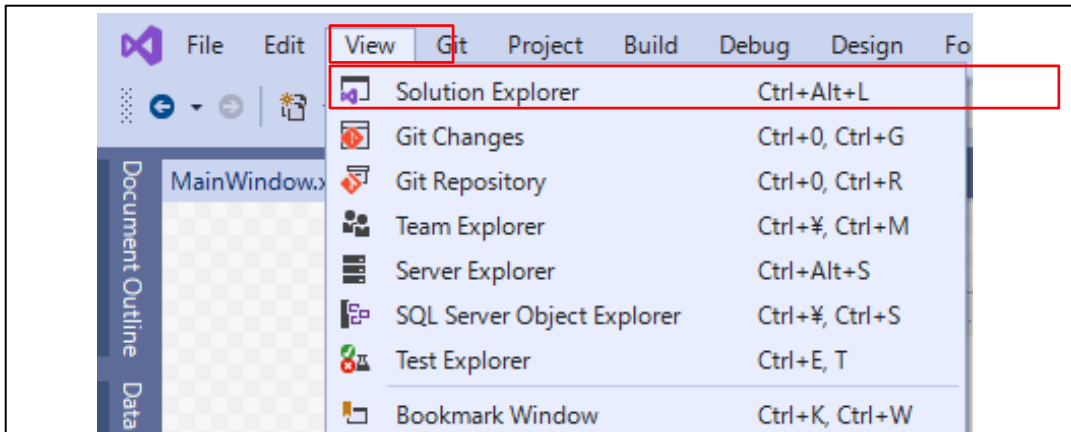 File Edit View Git Project Build Debug Design Fo
Solution Explorer Ctrl+Alt+L
Git Changes Ctrl+0, Ctrl+G
Git Repository Ctrl+0, Ctrl+R
Team Explorer Ctrl+¥, Ctrl+M
Server Explorer Ctrl+Alt+S
SQL Server Object Explorer Ctrl+¥, Ctrl+S
Test Explorer Ctrl+E, T
Bookmark Window Ctrl+K, Ctrl+W
MainWindow.x
Document Outline
Data